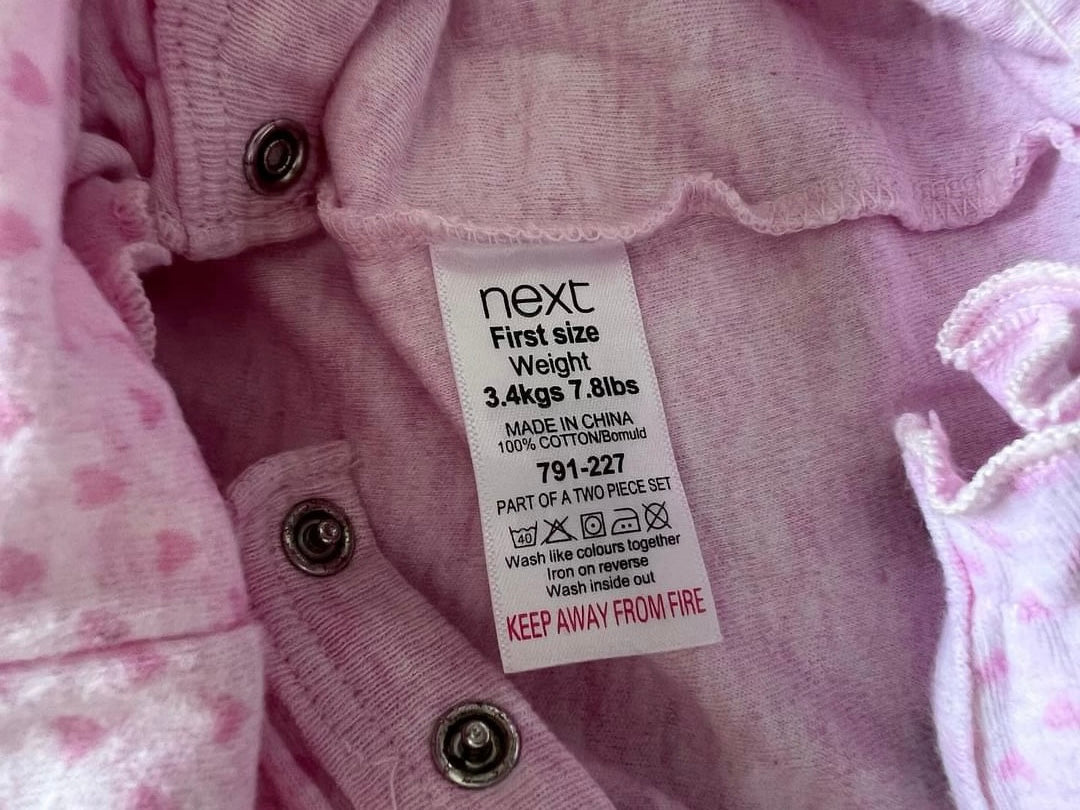 next
First size
Weight
3.4kgs 7.8lbs
MADE IN CHINA
100% COTTON/Bomuld
791-227
PART OF A TWO PIECE SET
40
Wash like colours together
Iron on reverse
Wash inside out
KEEP AWAY FROM FIRE